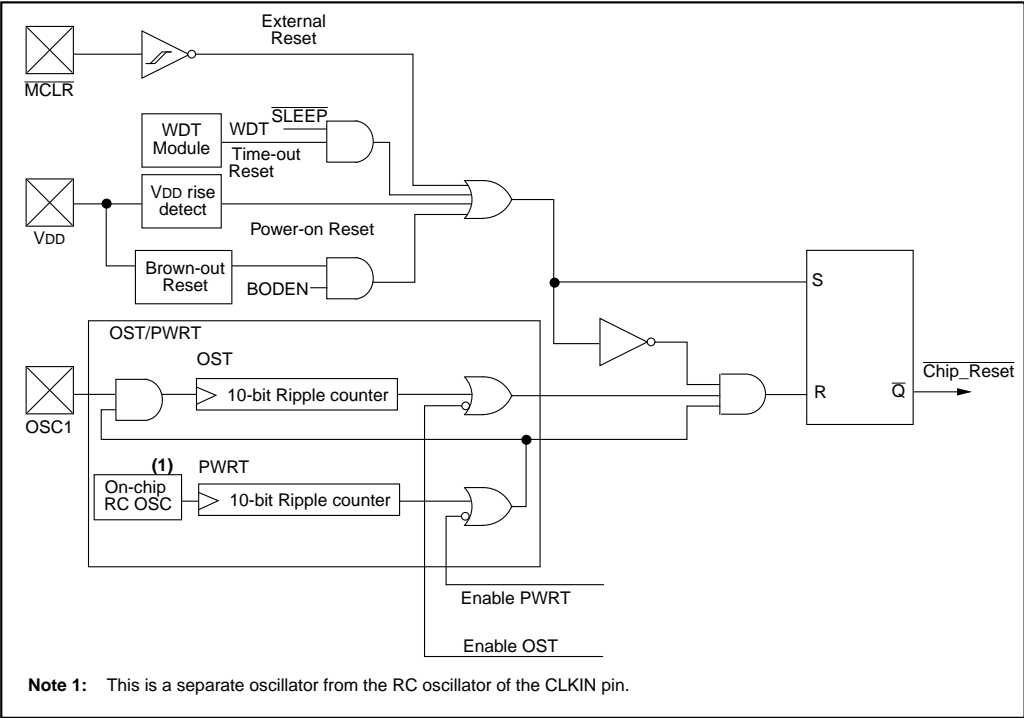 External
Reset
MCLR
SLEEP
WDT
Module
WDT
Time-out
Reset
VDD rise
detect
VDD
Power-on Reset
Brown-out
Reset
BODEN
S
OST/PWRT
OST
10-bit Ripple counter
OSC1
R
Q
Chip_Reset
(1)
PWRT
On-chip
RC OSC
10-bit Ripple counter
Enable PWRT
Enable OST
Note 1: This is a separate oscillator from the RC oscillator of the CLKIN pin.